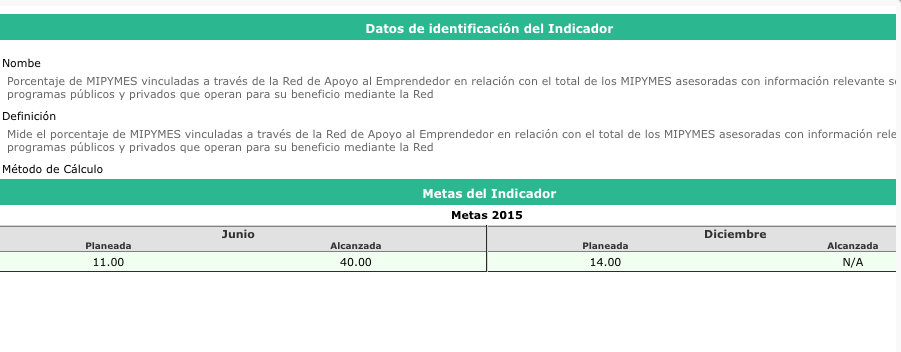 Datos de identificación del Indicador
Nombe
Porcentaje de MIPYMES vinculadas a través de la Red de Apoyo al Emprendedor en relación con el total de los MIPYMES asesoradas con información relevante
programas públicos y privados que operan para su beneficio mediante la Red
Definición
Mide el porcentaje de MIPYMES vinculadas a través de la Red de Apoyo al Emprendedor en relación con el total de los MIPYMES asesoradas con información
programas públicos y privados que operan para su beneficio mediante la Red
Método de Cálculo
Metas del Indicador
Metas 2015
Junio Diciembre
Planeada Alcanzada Planeada Alcanzada
11.00 40.00 14.00 N/A